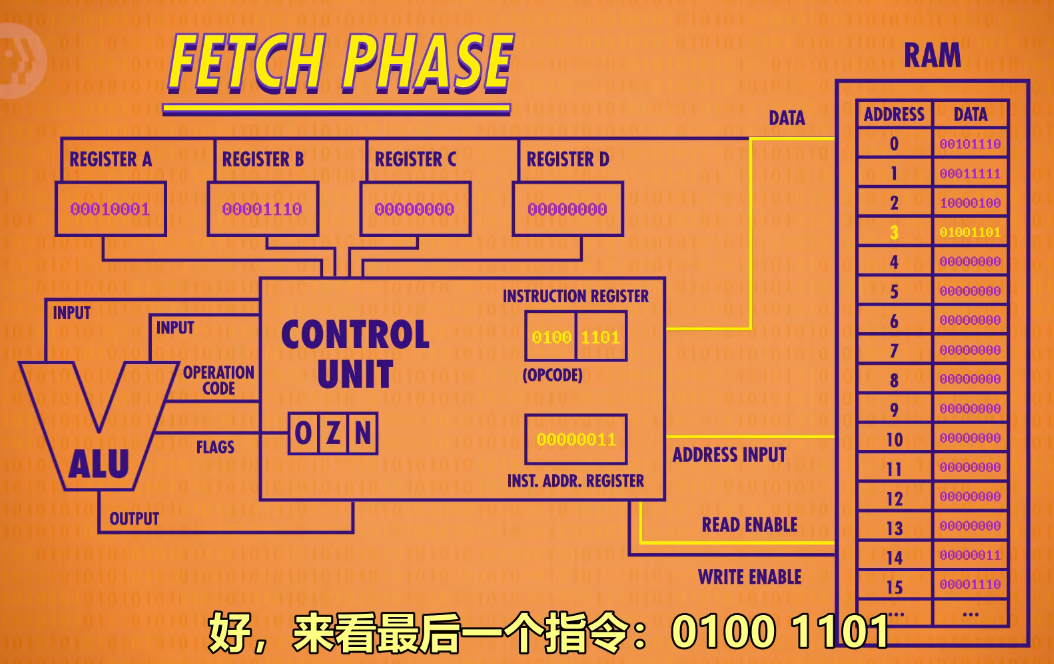 FETCH PHASE
RAM
DATA
ADDRESS DATA
0 00101110
1 00011111
2 10000100
3 01001101
4 00000000
5 00000000
6 00000000
7 00000000
8 00000000
9 00000000
10 00000000
11 00000000
12 00000000
13 00000000
14 00000011
15 00001110
... ...
REGISTER A REGISTER B REGISTER C REGISTER D
00010001 00001110 00000000 00000000
INPUT
INPUT
OPERATION
CODE
FLAGS
ALU
OUTPUT
CONTROL
UNIT
O Z N
INSTRUCTION REGISTER
0100 1101
(OPCODE)
00000011
INST. ADDR. REGISTER
ADDRESS INPUT
READ ENABLE
WRITE ENABLE
好，来看最后一个指令：0100 1101